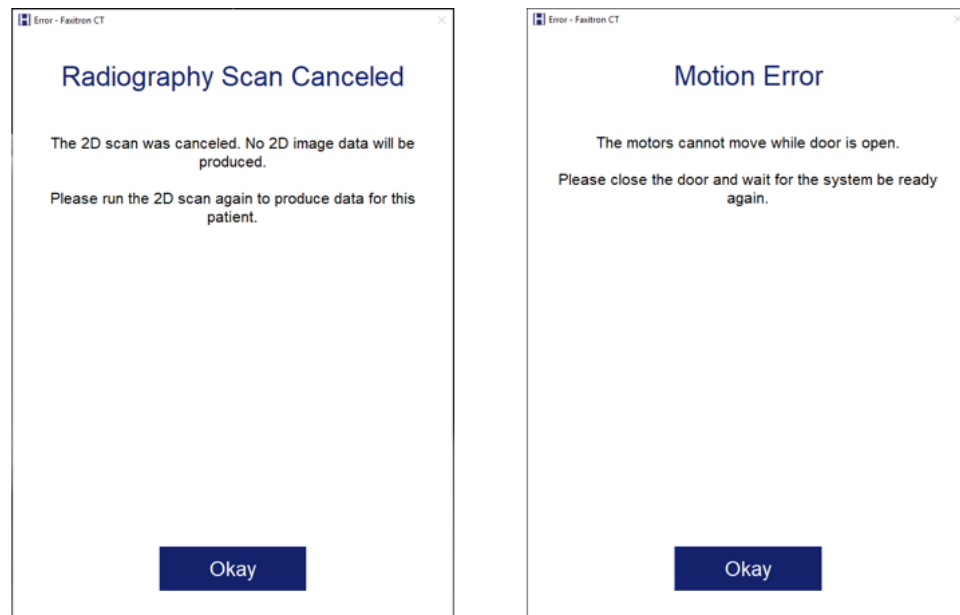 Error - Faxitron CT
Radiography Scan Canceled
The 2D scan was canceled. No 2D image data will be
produced.
Please run the 2D scan again to produce data for this
patient.
Okay
Error - Faxitron CT
Motion Error
The motors cannot move while door is open.
Please close the door and wait for the system be ready
again.
Okay